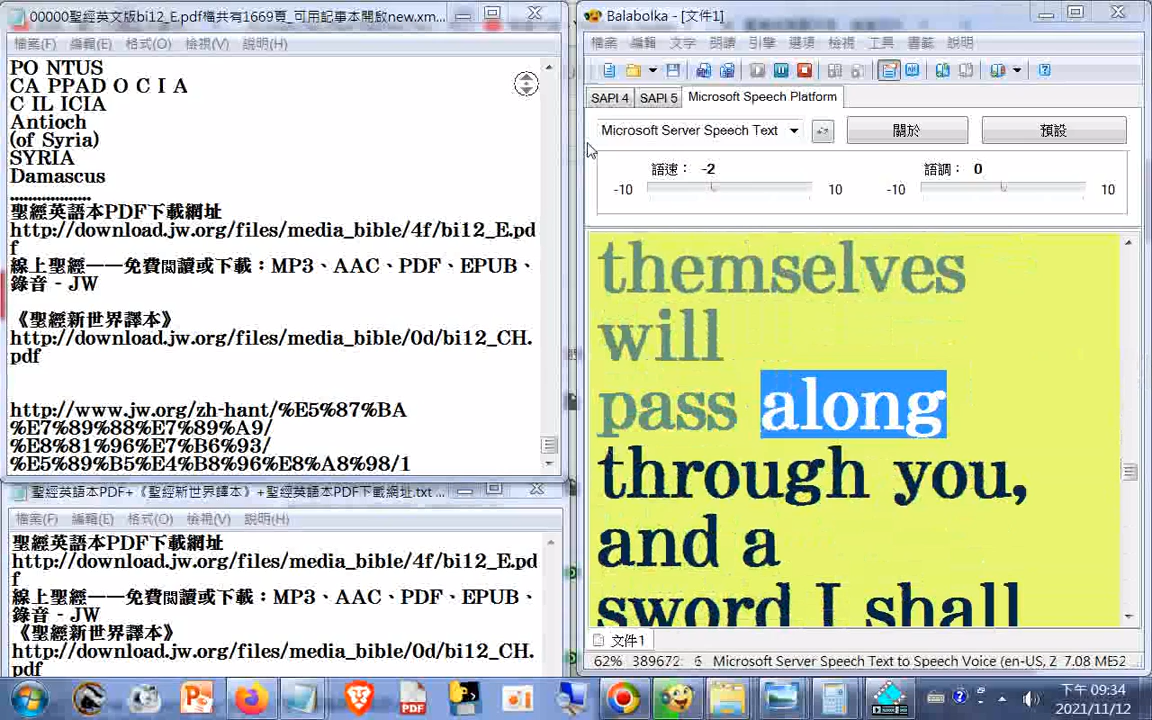 00000聖經英文版bi12_E.pdf檔共有1669頁_可用記事本開啟new.xm...
檔案(F) 編輯(E) 格式(O) 檢視(V) 說明(H)
PO NTUS
CA PPAD O C I A
C IL ICIA
Antioch
(of Syria)
SYRIA
Damascus
..................
聖經英語本PDF下載網址
http://download.jw.org/files/media_bible/4f/bi12_E.pd
f
線上聖經——免費閱讀或下載：MP3、AAC、PDF、EPUB、
錄音 - JW
《聖經新世界譯本》
http://download.jw.org/files/media_bible/0d/bi12_CH.
pdf
http://www.jw.org/zh-hant/%E5%87%BA
%E7%89%88%E7%89%A9/
%E8%81%96%E7%B6%93/
%E5%89%B5%E4%B8%96%E8%A8%98/1
聖經英語本PDF+《聖經新世界譯本》+聖經英語本PDF下載網址.txt ...
檔案(F) 編輯(E) 格式(O) 檢視(V) 說明(H)
聖經英語本PDF下載網址
http://download.jw.org/files/media_bible/4f/bi12_E.pd
f
線上聖經——免費閱讀或下載：MP3、AAC、PDF、EPUB、
錄音 - JW
《聖經新世界譯本》
http://download.jw.org/files/media_bible/0d/bi12_CH.
pdf
Balabolka - [文件1]
檔案 編輯 文字 朗讀 引擎 選項 檢視 工具 書籤 說明
SAPI 4 SAPI 5 Microsoft Speech Platform
Microsoft Server Speech Text 關於 預設
語速： -2 語調： 0
-10 10 -10 10
themselves
will
pass along
through you,
and a
sword I shall
文件1
62% 389672: 6 Microsoft Server Speech Text to Speech Voice (en-US, Z 7.08 ME52
下午 09:34
2021/11/12